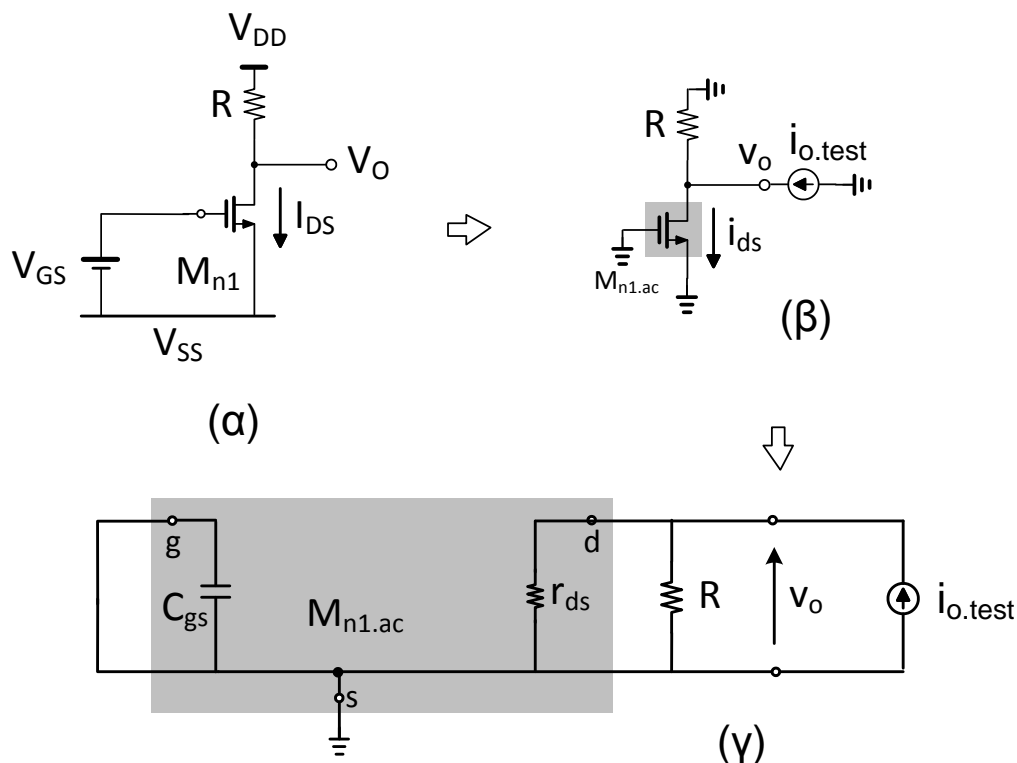 V_DD
R
V_O
I_DS
V_GS
M_n1
V_SS
(α)
R
v_o
i_o.test
i_ds
M_n1.ac
(β)
g
C_gs
M_n1.ac
s
d
r_ds
R
v_o
i_o.test
(γ)